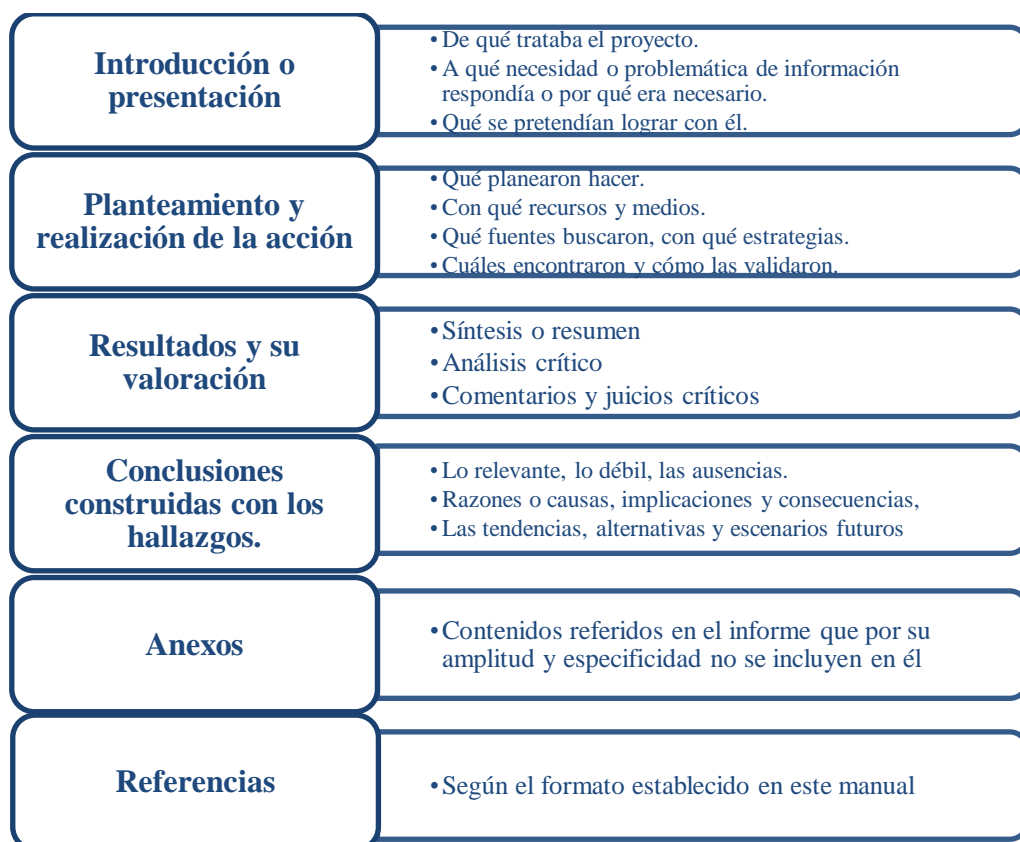 Introducción o
presentación
• De qué trataba el proyecto.
• A qué necesidad o problemática de información
respondía o por qué era necesario.
• Qué se pretendían lograr con él.
Planteamiento y
realización de la acción
• Qué planearon hacer.
• Con qué recursos y medios.
• Qué fuentes buscaron, con qué estrategias.
• Cuáles encontraron y cómo las validaron.
Resultados y su
valoración
• Síntesis o resumen
• Análisis crítico
• Comentarios y juicios críticos
Conclusiones
construidas con los
hallazgos.
• Lo relevante, lo débil, las ausencias.
• Razones o causas, implicaciones y consecuencias,
• Las tendencias, alternativas y escenarios futuros
Anexos
• Contenidos referidos en el informe que por su
amplitud y especificidad no se incluyen en él
Referencias
• Según el formato establecido en este manual